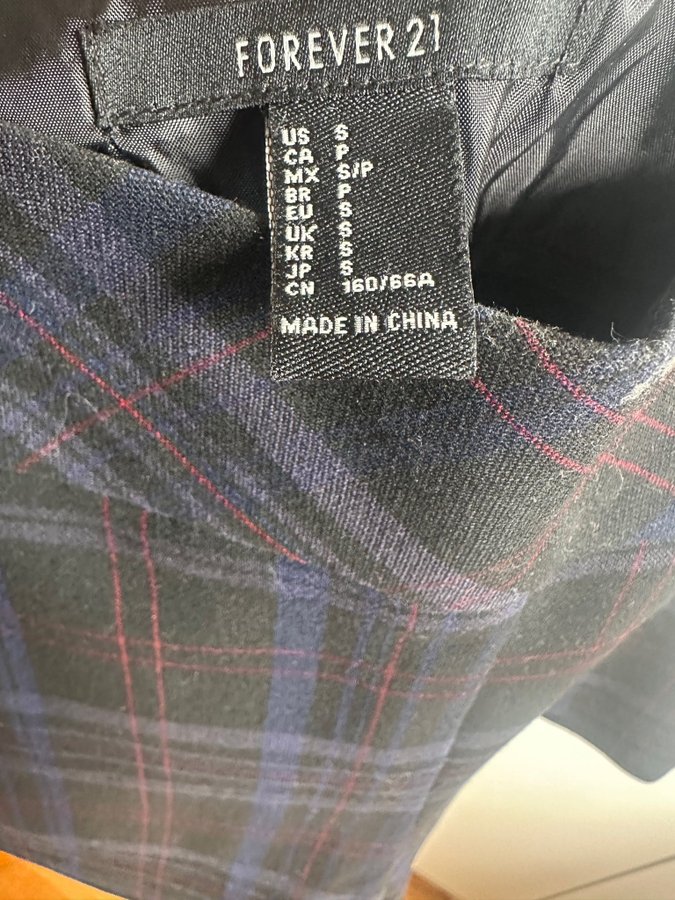 FOREVER 21
US S
CA P
MX S/P
BR P
EU S
UK S
KR S
JP S
CN 160/66A
MADE IN CHINA